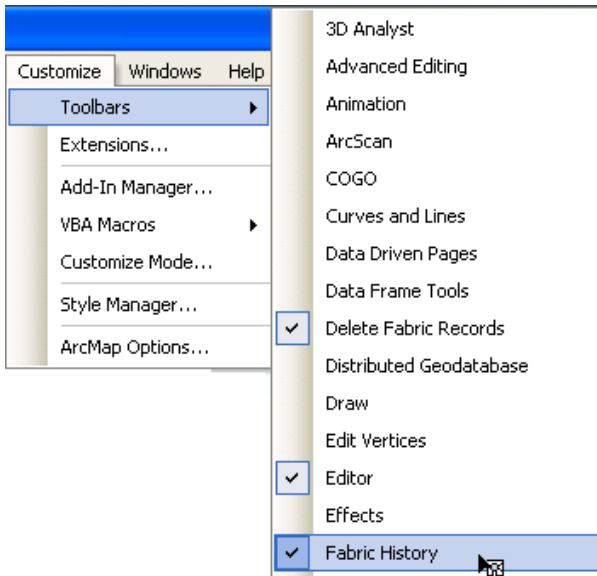 Customize Windows Help
Toolbars
Extensions...
Add-In Manager...
VBA Macros
Customize Mode...
Style Manager...
ArcMap Options...
3D Analyst
Advanced Editing
Animation
ArcScan
COGO
Curves and Lines
Data Driven Pages
Data Frame Tools
Delete Fabric Records
Distributed Geodatabase
Draw
Edit Vertices
Editor
Effects
Fabric History